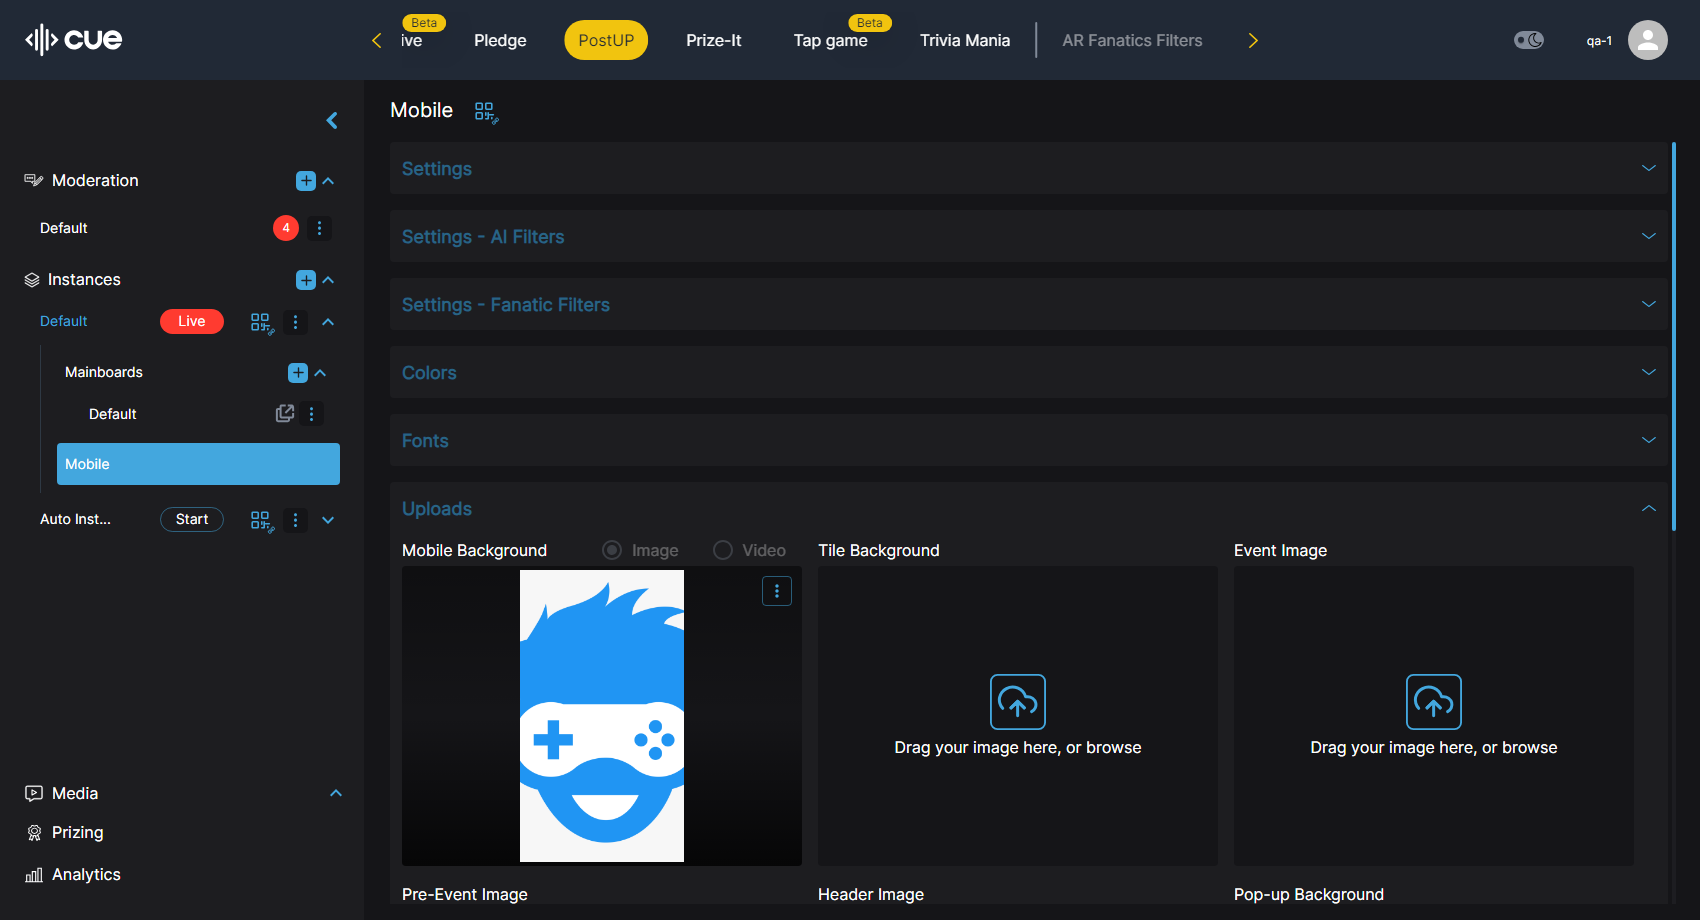 cue
Beta
ive
Pledge
PostUP
Prize-It
Beta
Tap game
Trivia Mania
AR Fanatics Filters
qa-1
Moderation
Default
4
Instances
Default
Live
Mainboards
Default
Mobile
Auto Inst...
Start
Media
Prizing
Analytics
Mobile
Settings
Settings - AI Filters
Settings - Fanatic Filters
Colors
Fonts
Uploads
Mobile Background
Image
Video
Tile Background
Event Image
Drag your image here, or browse
Drag your image here, or browse
Pre-Event Image
Header Image
Pop-up Background